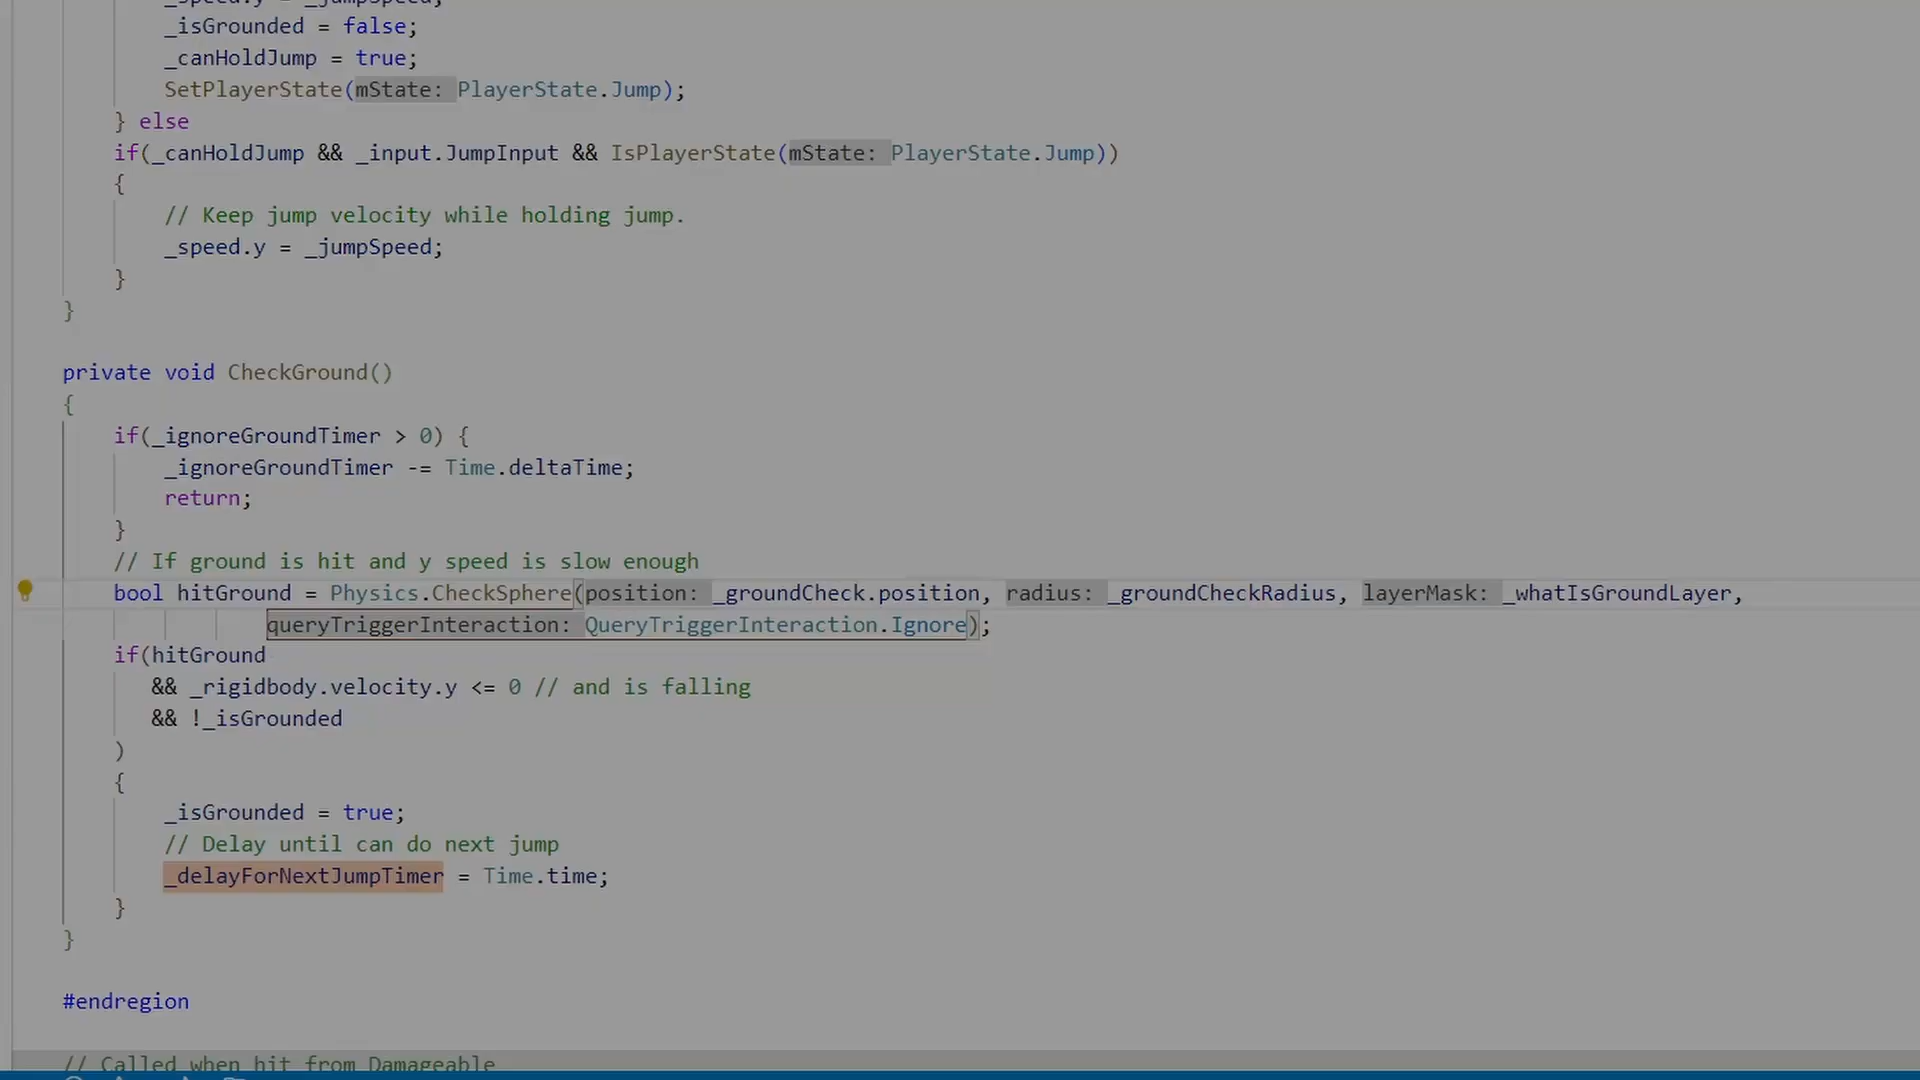 _speed.y = _jumpSpeed;
_isGrounded = false;
_canHoldJump = true;
SetPlayerState(mState: PlayerState.Jump);
} else
if(_canHoldJump && _input.JumpInput && IsPlayerState(mState: PlayerState.Jump))
{
// Keep jump velocity while holding jump.
_speed.y = _jumpSpeed;
}
}
private void CheckGround()
{
if(_ignoreGroundTimer > 0) {
_ignoreGroundTimer -= Time.deltaTime;
return;
}
// If ground is hit and y speed is slow enough
bool hitGround = Physics.CheckSphere(position: _groundCheck.position, radius: _groundCheckRadius, layerMask: _whatIsGroundLayer,
queryTriggerInteraction: QueryTriggerInteraction.Ignore);
if(hitGround
&& _rigidbody.velocity.y <= 0 // and is falling
&& !_isGrounded
)
{
_isGrounded = true;
// Delay until can do next jump
_delayForNextJumpTimer = Time.time;
}
}
#endregion
// Called when hit from Damageable